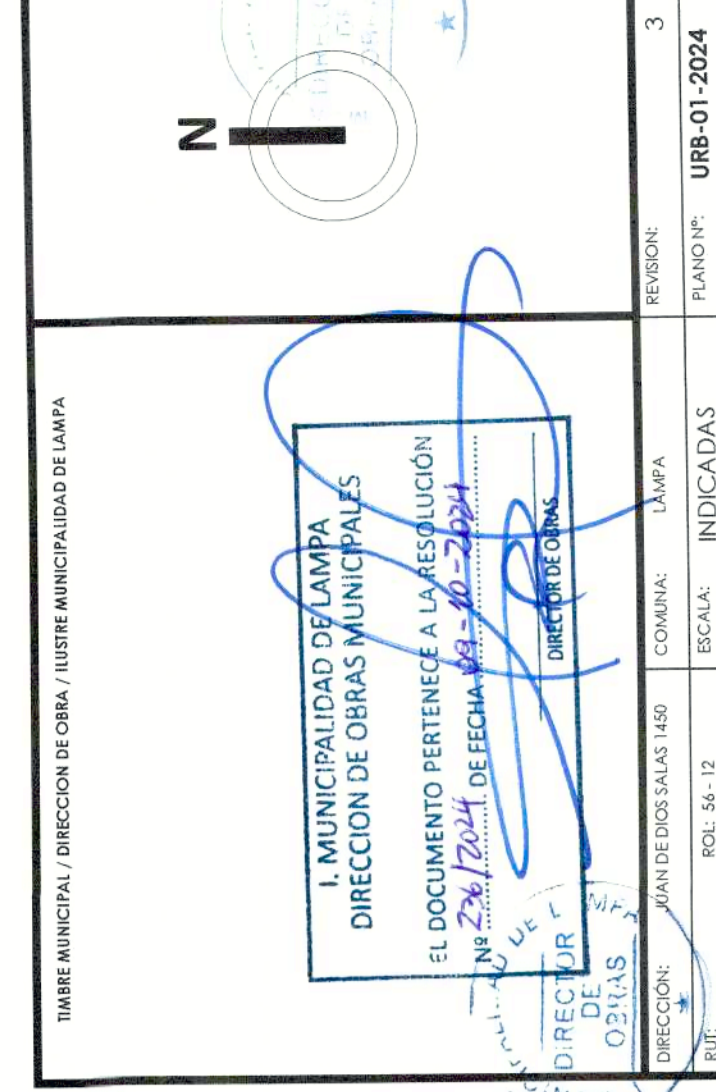 TIMBRE MUNICIPAL / DIRECCION DE OBRA / ILUSTRE MUNICIPALIDAD DE LAMPA
I. MUNICIPALIDAD DE LAMPA
DIRECCION DE OBRAS MUNICIPALES
EL DOCUMENTO PERTENECE A LA RESOLUCIÓN
Nº 236/2024 DE FECHA 09-10-2024
DIRECTOR DE OBRAS
DIRECTOR
DE
OBRAS
N
DIRECCIÓN: JUAN DE DIOS SALAS 1450
COMUNA: LAMPA
REVISION: 3
RUT:
ROL: 56 - 12
ESCALA: INDICADAS
PLANO Nº: URB-01-2024